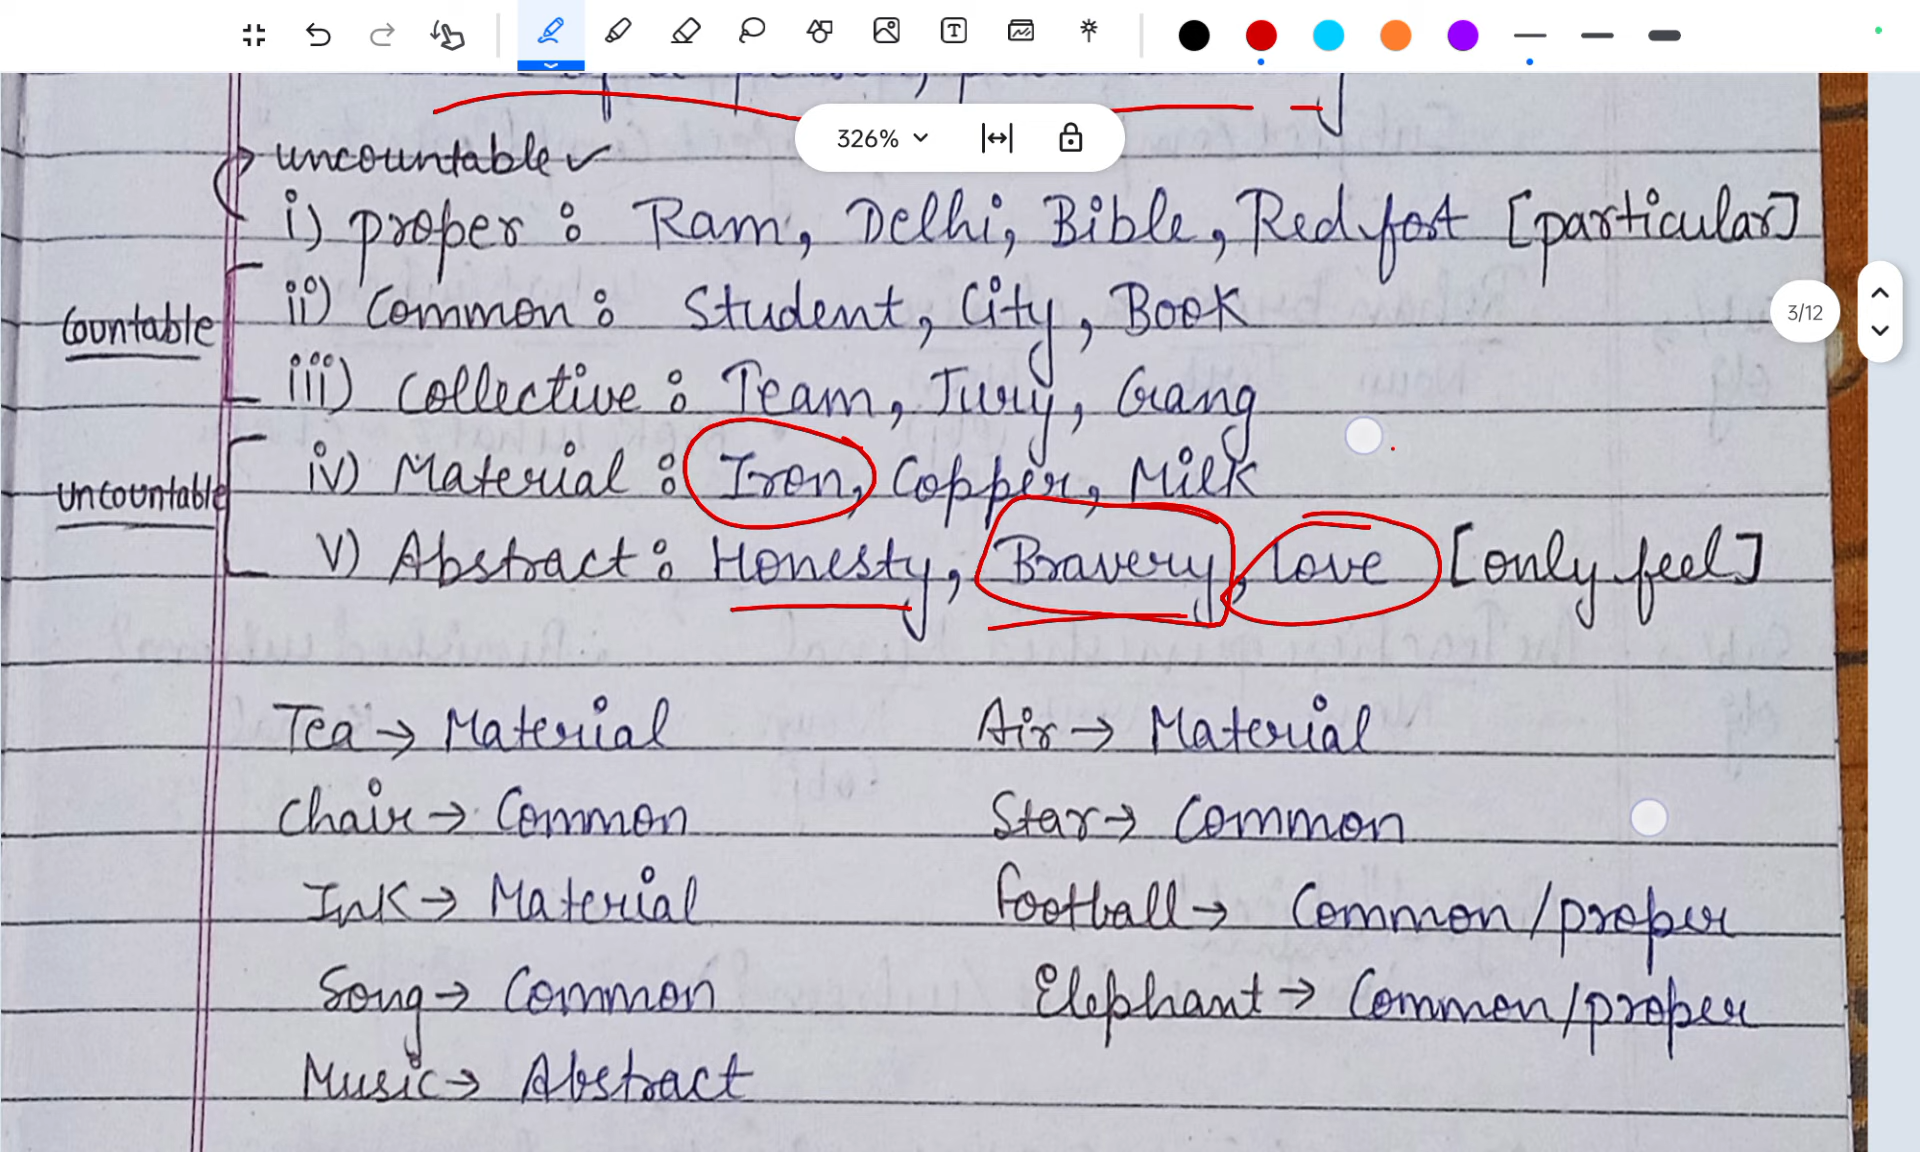 326%
uncountable ✓
i) proper : Ram, Delhi, Bible, Red fort [particular]
3/12
Countable
ii) Common : Student, City, Book
iii) Collective : Team, Jury, Gang
uncountable
iv) Material : Iron, Copper, Milk
v) Abstract : Honesty, Bravery, Love [only feel]
Tea → Material
Air → Material
Chair → Common
Star → Common
Ink → Material
football → Common/proper
Song → Common
Elephant → Common/proper
Music → Abstract